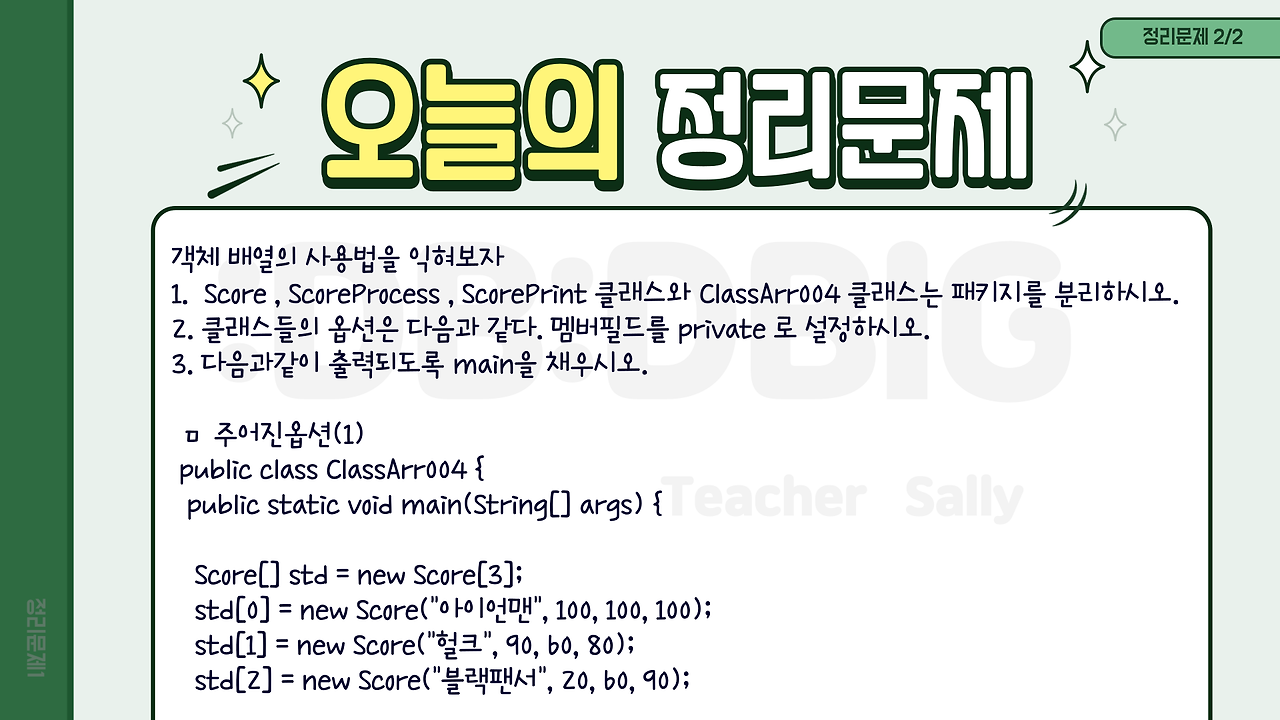 정리문제 2/2
오늘의 정리문제
객체 배열의 사용법을 익혀보자
1. Score , ScoreProcess , ScorePrint 클래스와 ClassArr004 클래스는 패키지를 분리하시오.
2. 클래스들의 옵션은 다음과 같다. 멤버필드를 private 로 설정하시오.
3. 다음과같이 출력되도록 main을 채우시오.
ㅁ 주어진옵션(1)
public class ClassArr004 {
public static void main(String[] args) {
Score[] std = new Score[3];
std[0] = new Score("아이언맨", 100, 100, 100);
std[1] = new Score("헐크", 90, 60, 80);
std[2] = new Score("블랙팬서", 20, 60, 90);
:DB:DBIG
Teacher Sally
정리문제1